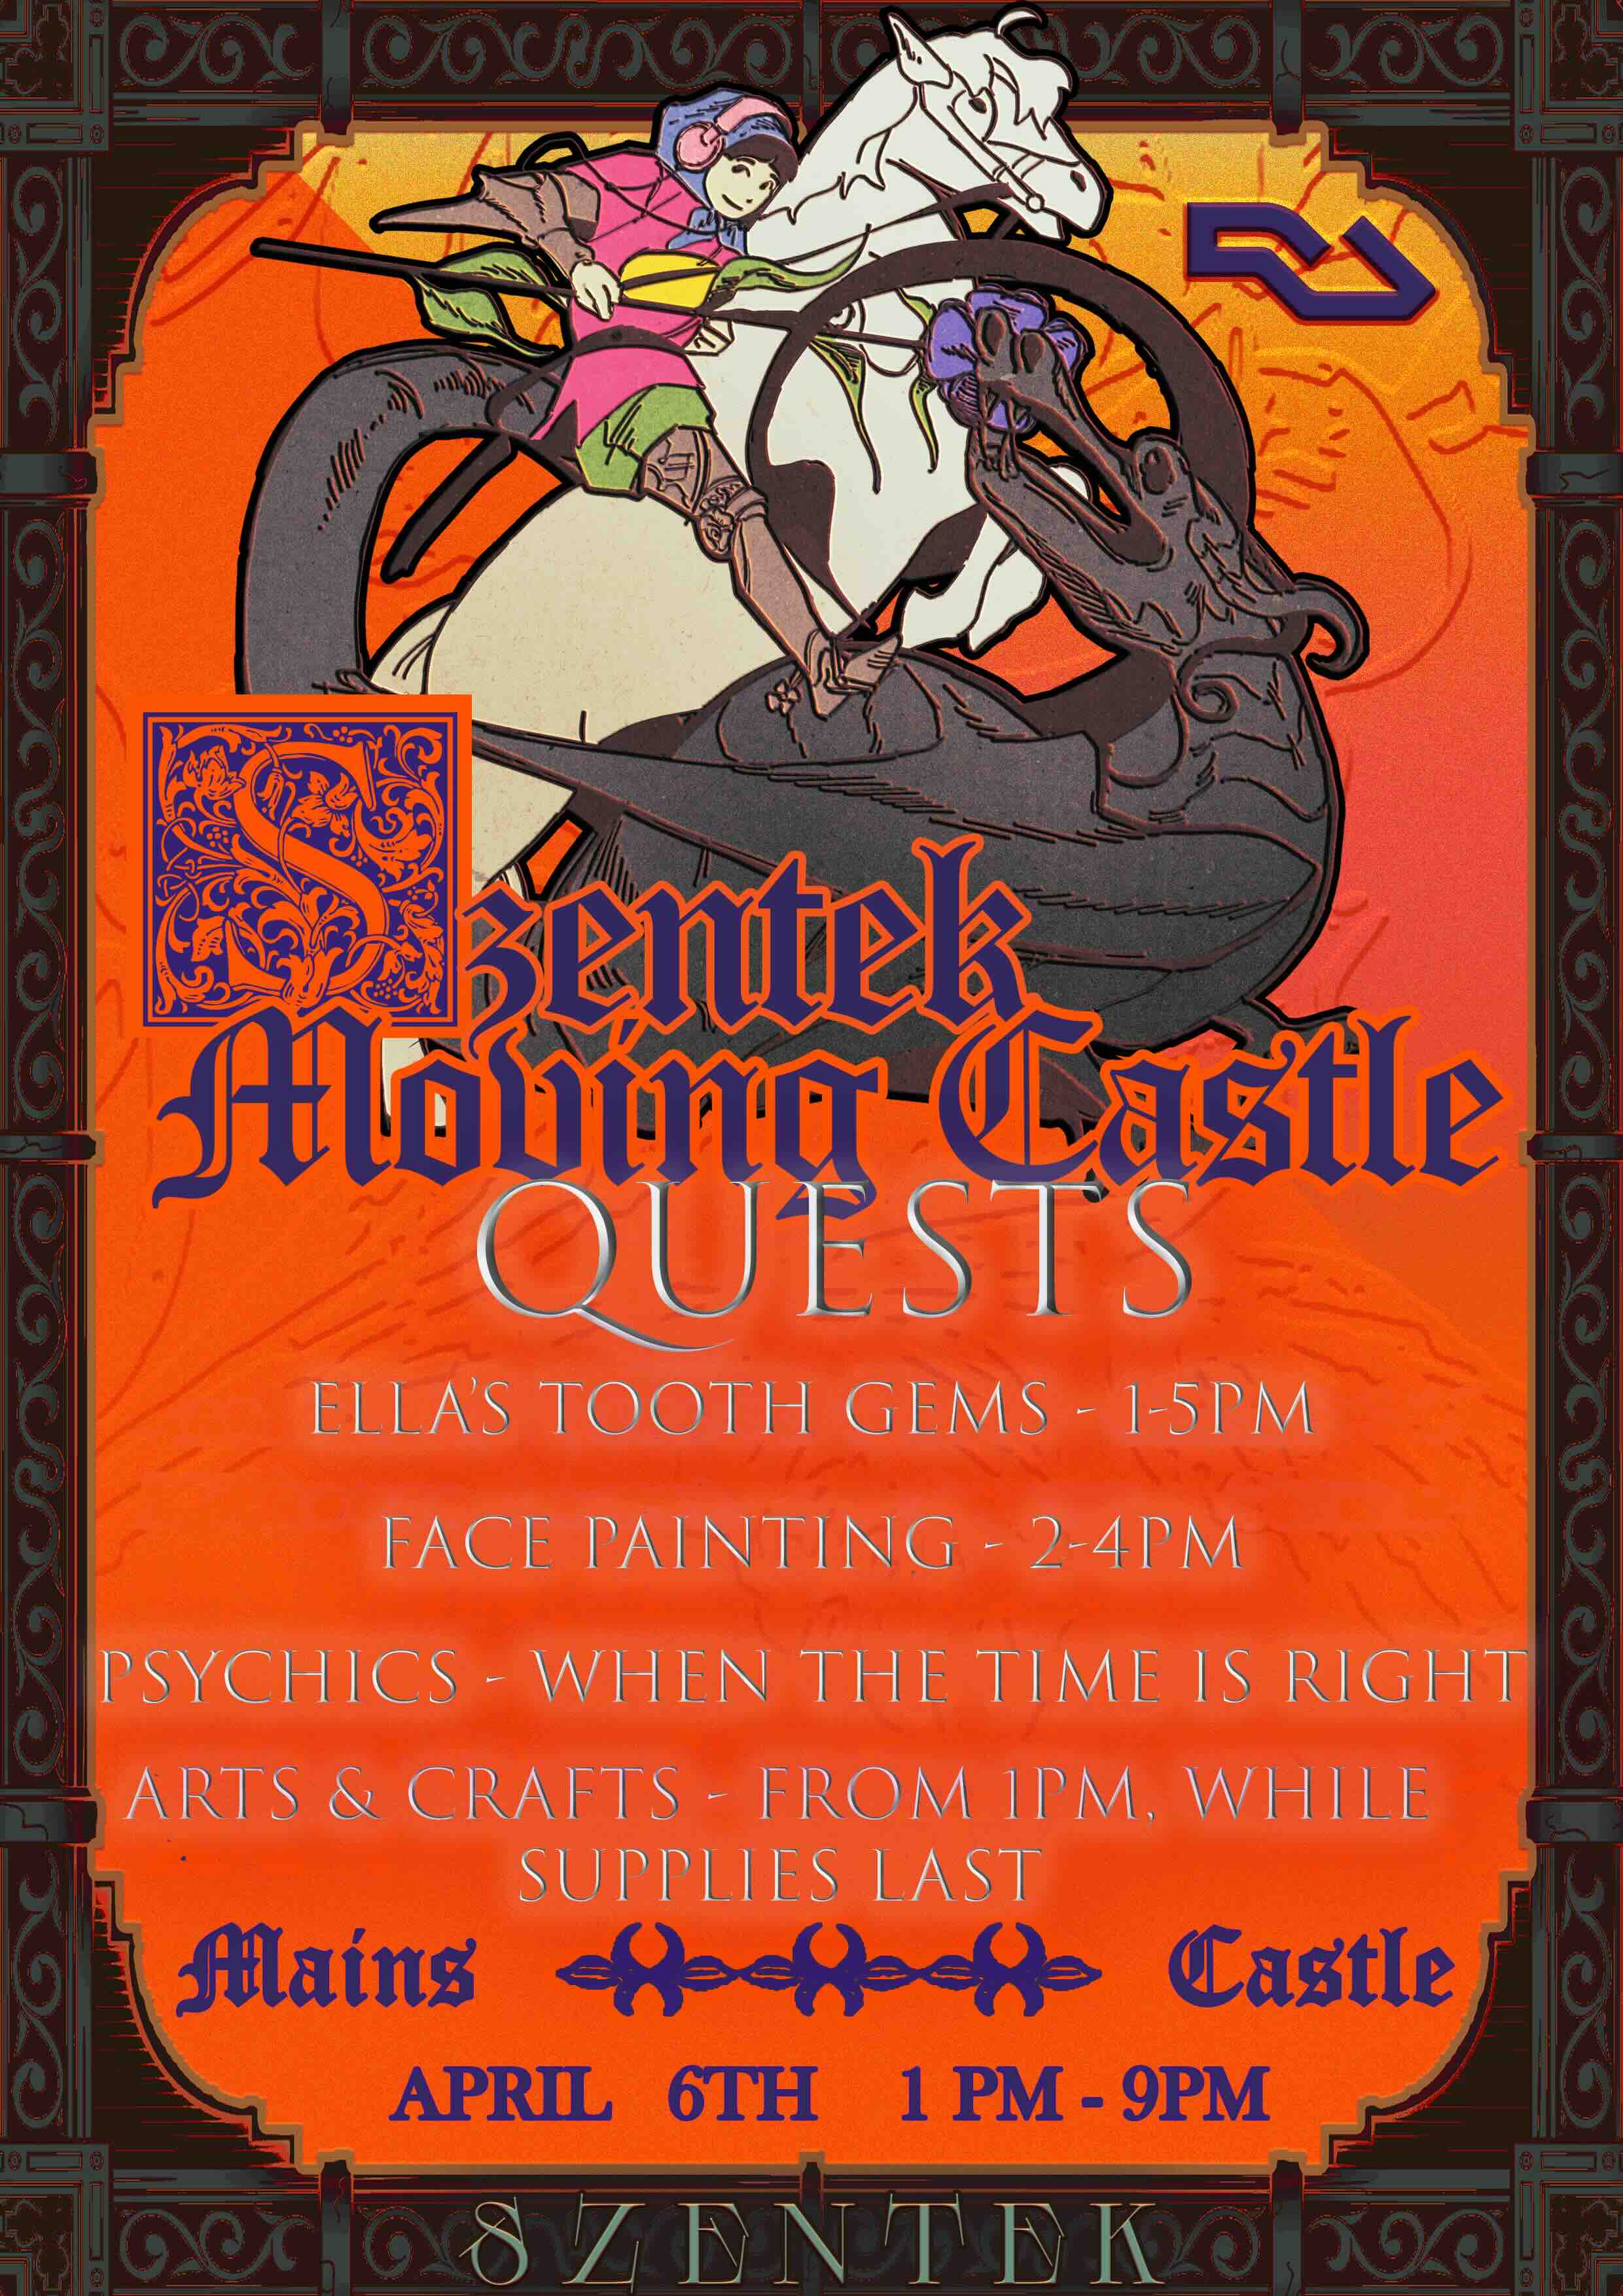 Szentek
Moving Castle
QUESTS
ELLA'S TOOTH GEMS - 1-5PM
FACE PAINTING - 2-4PM
PSYCHICS - WHEN THE TIME IS RIGHT
ARTS & CRAFTS - FROM 1PM, WHILE
SUPPLIES LAST
Mains Castle
APRIL 6TH 1 PM - 9PM
SZENTEK